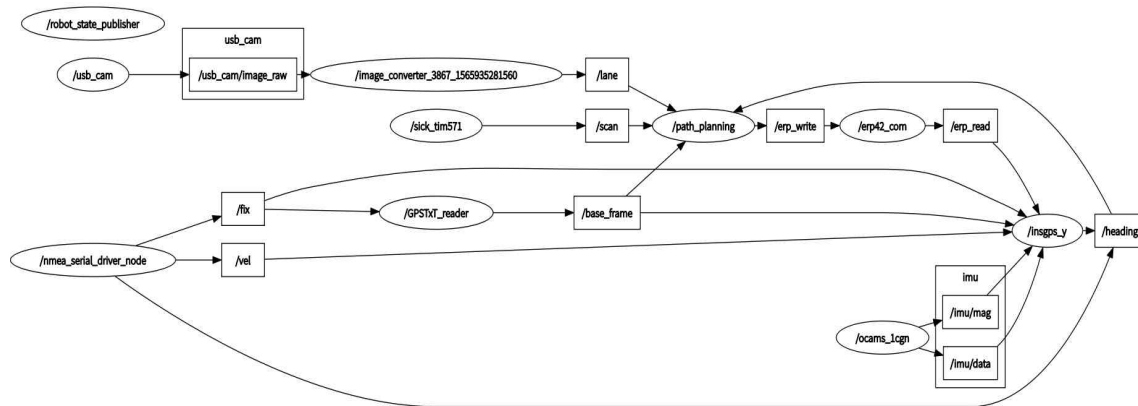 /robot_state_publisher
usb_cam
/usb_cam
/usb_cam/image_raw
/image_converter_3867_1565935281560
/lane
/sick_tim571
/scan
/path_planning
/erp_write
/erp42_com
/erp_read
/fix
/GPSTxT_reader
/base_frame
/insgps_y
/heading
/nmea_serial_driver_node
/vel
imu
/imu/mag
/ocams_1cgn
/imu/data